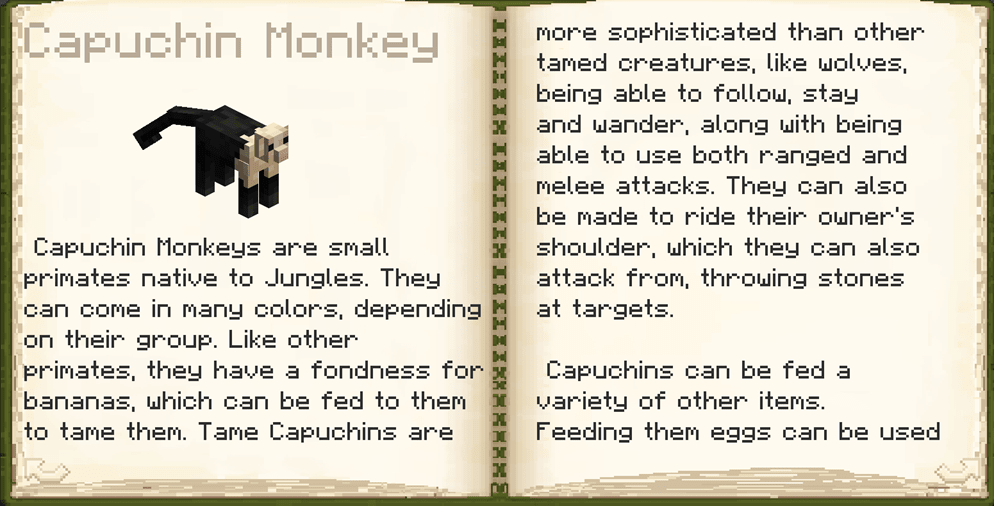 Capuchin Monkey
Capuchin Monkeys are small
primates native to Jungles. They
can come in many colors, depending
on their group. Like other
primates, they have a fondness for
bananas, which can be fed to them
to tame them. Tame Capuchins are
more sophisticated than other
tamed creatures, like wolves,
being able to follow, stay
and wander, along with being
able to use both ranged and
melee attacks. They can also
be made to ride their owner's
shoulder, which they can also
attack from, throwing stones
at targets.
Capuchins can be fed a
variety of other items.
Feeding them eggs can be used